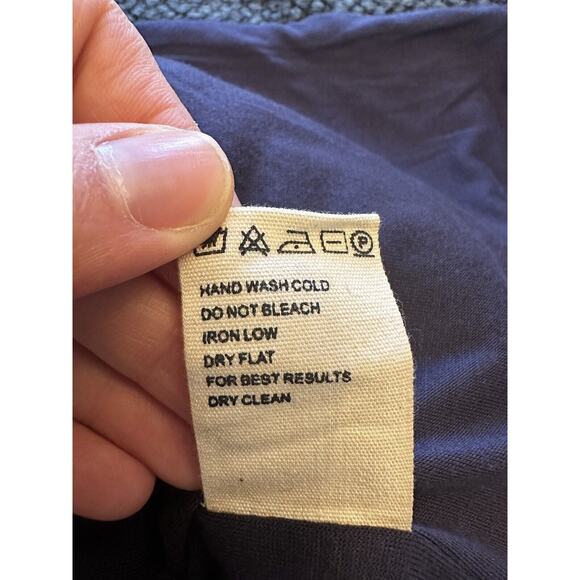 HAND WASH COLD
DO NOT BLEACH
IRON LOW
DRY FLAT
FOR BEST RESULTS
DRY CLEAN